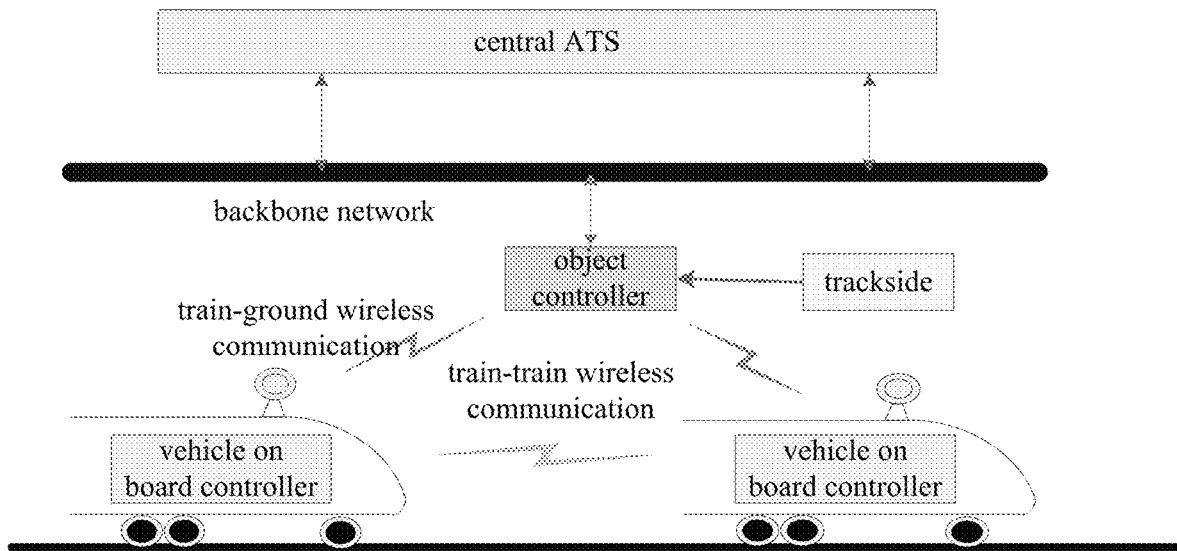 central ATS
backbone network
object
controller
trackside
train-ground wireless
communication
train-train wireless
communication
vehicle on
board controller
vehicle on
board controller